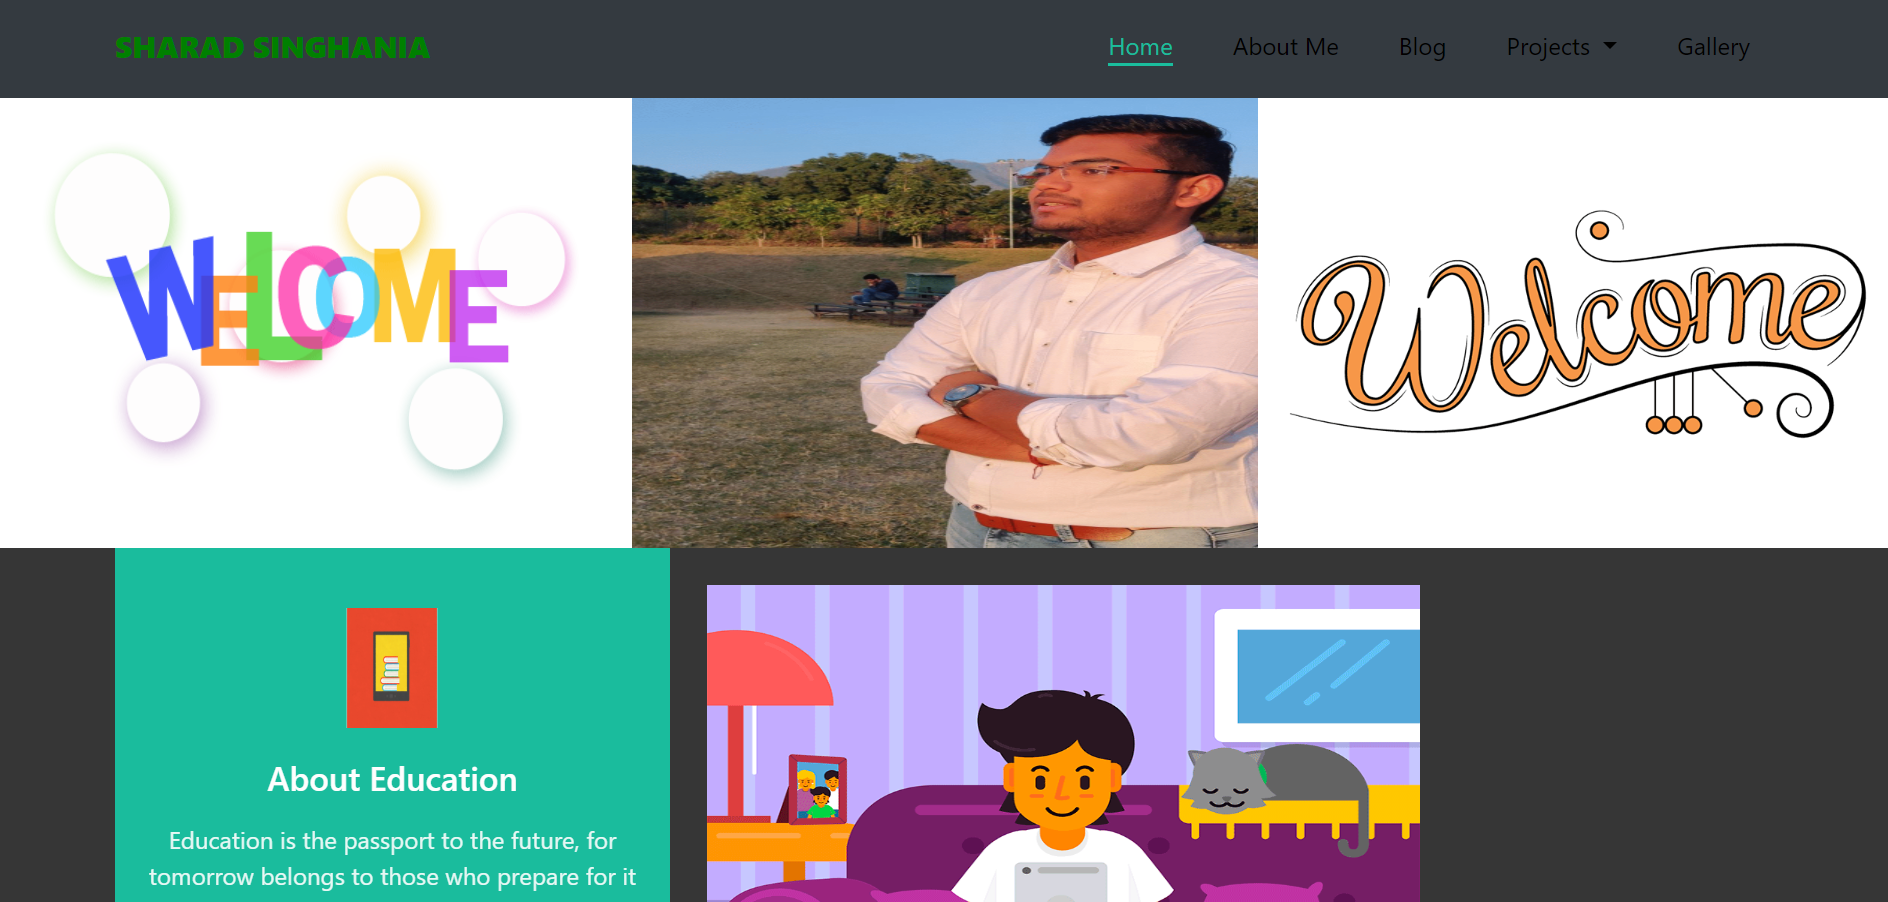 SHARAD SINGHANIA
Home About Me Blog Projects Gallery
WELCOME
Welcome
About Education
Education is the passport to the future, for
tomorrow belongs to those who prepare for it